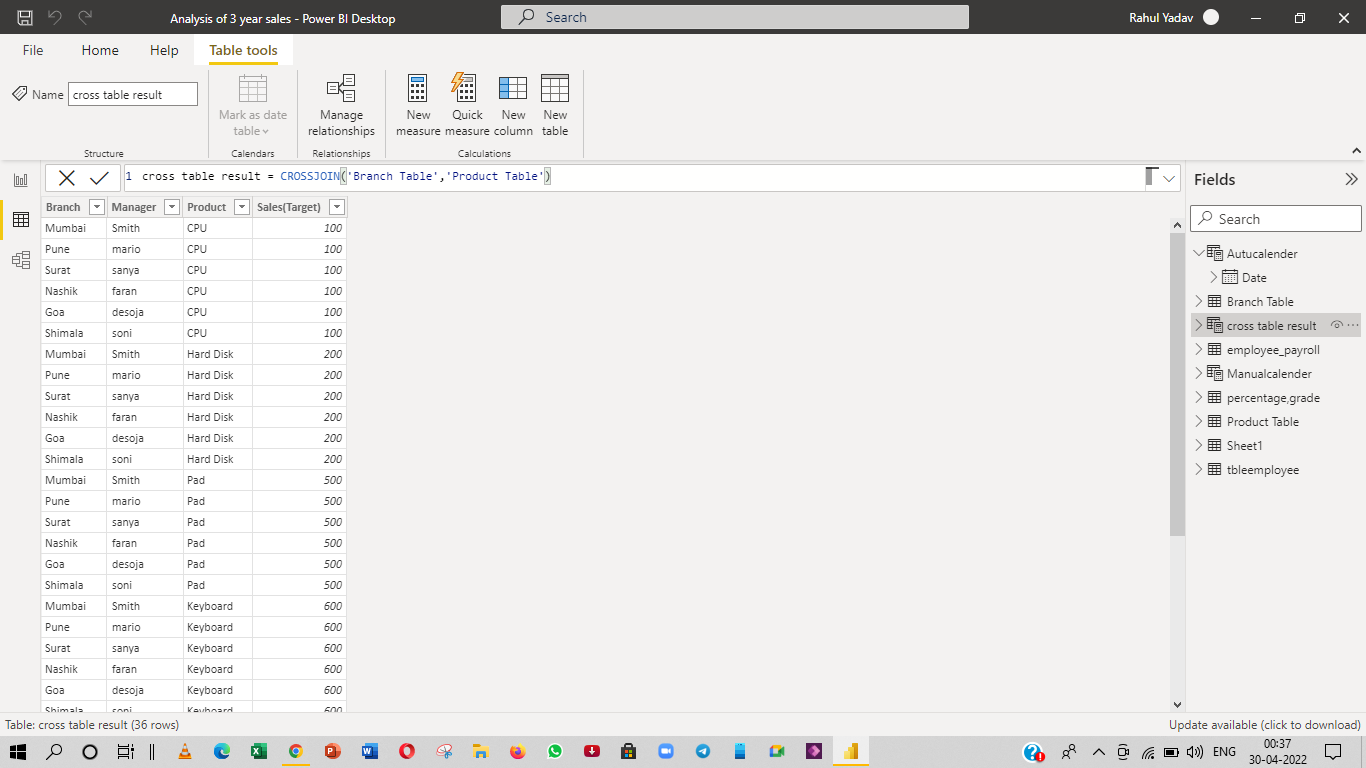 Analysis of 3 year sales - Power BI Desktop
Search
Rahul Yadav
File Home Help Table tools
Name cross table result
Mark as date table
Manage relationships
New measure
Quick measure
New column
New table
Structure Calendars Relationships Calculations
1 cross table result = CROSSJOIN('Branch Table','Product Table')
Branch Manager Product Sales(Target)
Mumbai Smith CPU 100
Pune mario CPU 100
Surat sanya CPU 100
Nashik faran CPU 100
Goa desoja CPU 100
Shimala soni CPU 100
Mumbai Smith Hard Disk 200
Pune mario Hard Disk 200
Surat sanya Hard Disk 200
Nashik faran Hard Disk 200
Goa desoja Hard Disk 200
Shimala soni Hard Disk 200
Mumbai Smith Pad 500
Pune mario Pad 500
Surat sanya Pad 500
Nashik faran Pad 500
Goa desoja Pad 500
Shimala soni Pad 500
Mumbai Smith Keyboard 600
Pune mario Keyboard 600
Surat sanya Keyboard 600
Nashik faran Keyboard 600
Goa desoja Keyboard 600
Shimala soni Keyboard 600
Fields
Search
Autucalender
Date
Branch Table
cross table result
employee_payroll
Manualcalender
percentage,grade
Product Table
Sheet1
tbleemployee
Table: cross table result (36 rows)
Update available (click to download)
ENG
00:37
30-04-2022